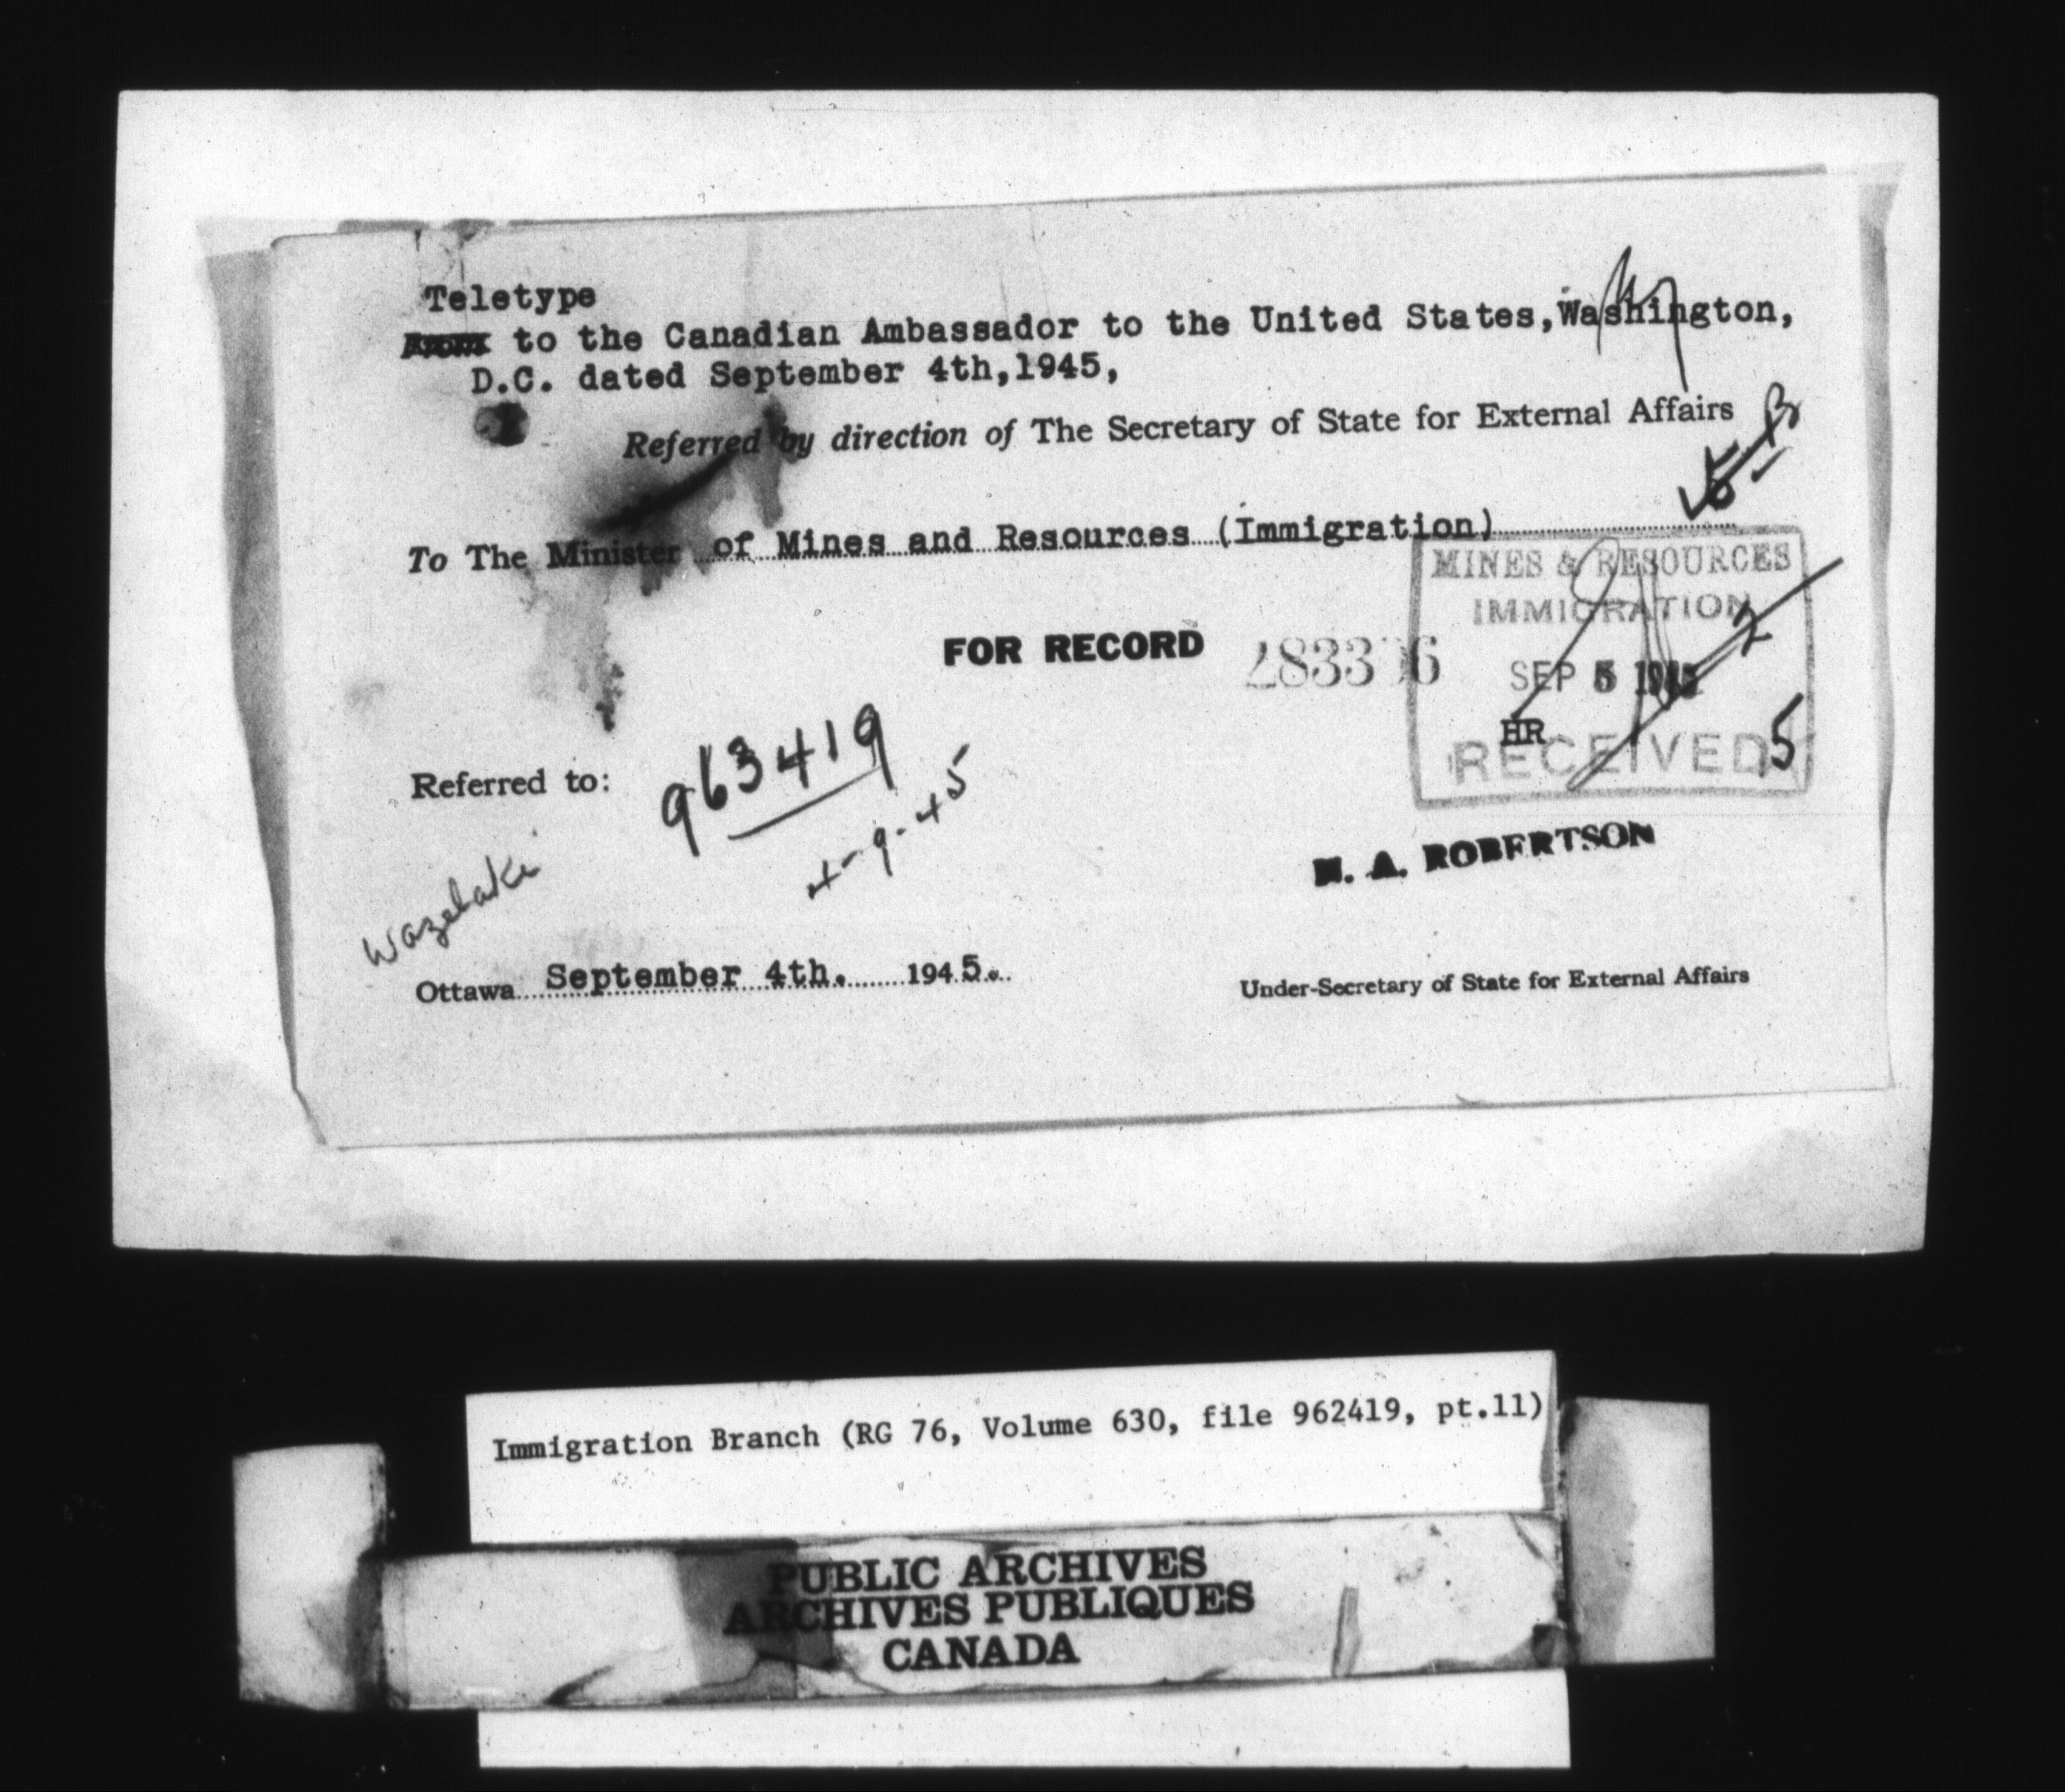 Teletype
to the Canadian Ambassador to the United States,Washington,
D.C. dated September 4th,1945,
Referred by direction of The Secretary of State for External Affairs
To The Minister of Mines and Resources (Immigration)
MINES & RESOURCES
IMMIGRATION
FOR RECORD
SEP 5 1945
HR
RECEIVED
15
Referred to:
963419
4-9-45
N. A. ROBERTSON
Wazelaki
Ottawa September 4th. 1945.
Under-Secretary of State for External Affairs
Immigration Branch (RG 76, Volume 630, file 962419, pt.11)
PUBLIC ARCHIVES
ARCHIVES PUBLIQUES
CANADA